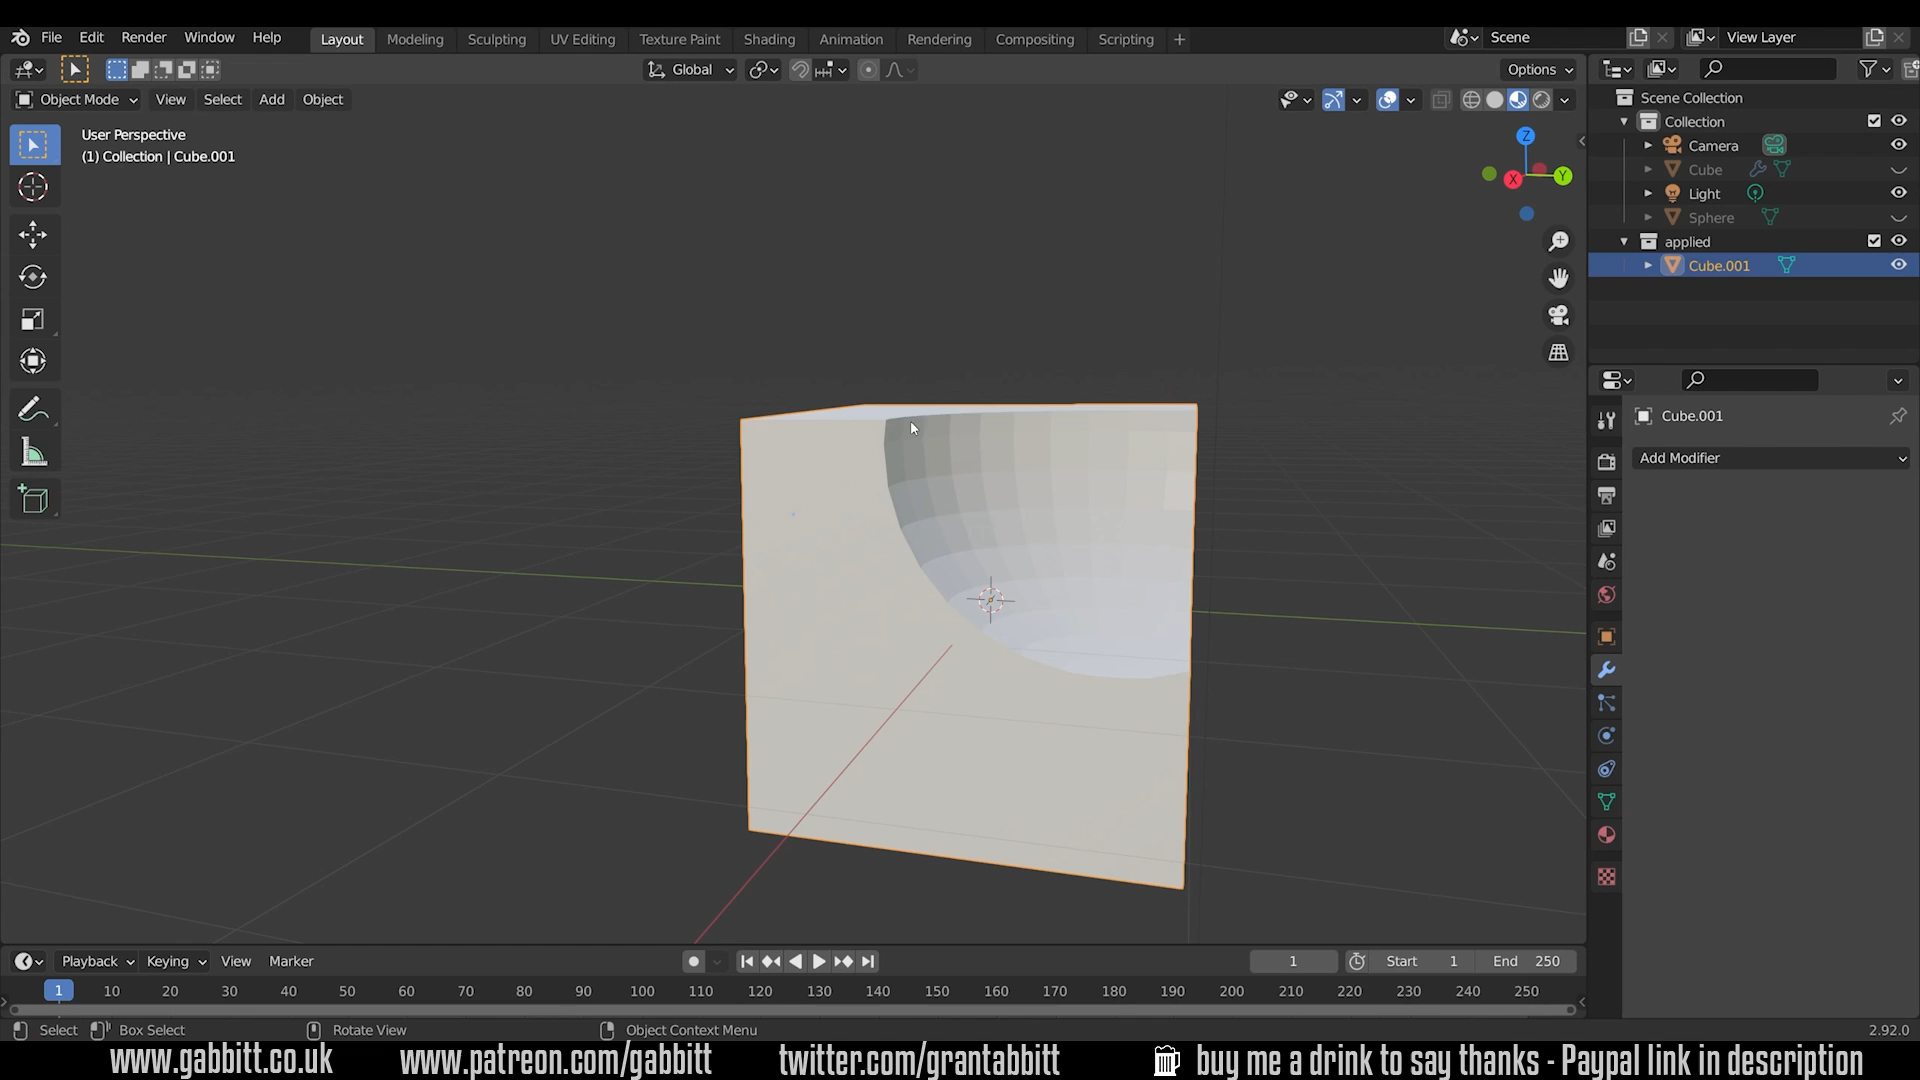 File Edit Render Window Help Layout Modeling Sculpting UV Editing Texture Paint Shading Animation Rendering Compositing Scripting + Scene View Layer
Global Options
Object Mode View Select Add Object
User Perspective
(1) Collection | Cube.001
Z
X Y
Scene Collection
Collection
Camera
Cube
Light
Sphere
applied
Cube.001
Cube.001
Add Modifier
Playback Keying View Marker 1 Start 1 End 250
1 10 20 30 40 50 60 70 80 90 100 110 120 130 140 150 160 170 180 190 200 210 220 230 240 250
Select Box Select Rotate View Object Context Menu 2.92.0
www.gabbitt.co.uk www.patreon.com/gabbitt twitter.com/grantabbitt buy me a drink to say thanks - Paypal link in description